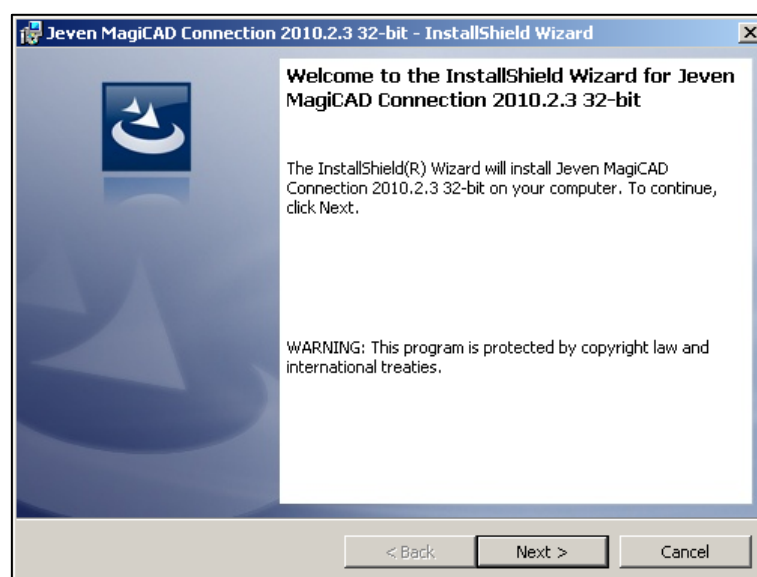 Jeven MagiCAD Connection 2010.2.3 32-bit - InstallShield Wizard
Welcome to the InstallShield Wizard for Jeven
MagiCAD Connection 2010.2.3 32-bit
The InstallShield(R) Wizard will install Jeven MagiCAD
Connection 2010.2.3 32-bit on your computer. To continue,
click Next.
WARNING: This program is protected by copyright law and
international treaties.
< Back
Next >
Cancel